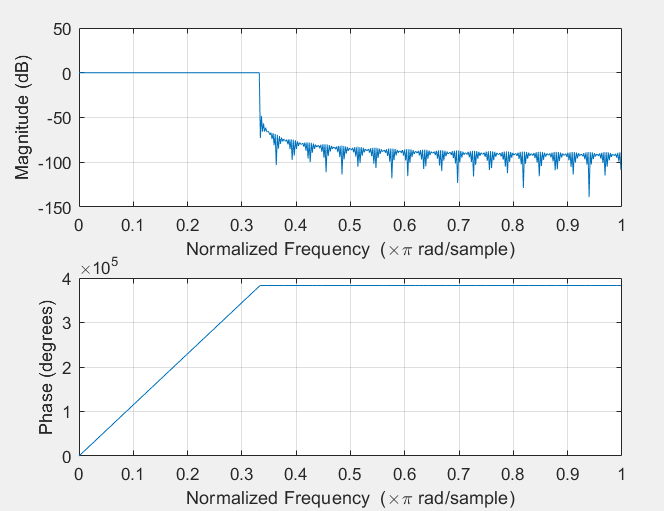 50
0
-50
-100
-150
Magnitude (dB)
0 0.1 0.2 0.3 0.4 0.5 0.6 0.7 0.8 0.9 1
Normalized Frequency (×π rad/sample)
×10⁵
4
3
2
1
0
Phase (degrees)
0 0.1 0.2 0.3 0.4 0.5 0.6 0.7 0.8 0.9 1
Normalized Frequency (×π rad/sample)